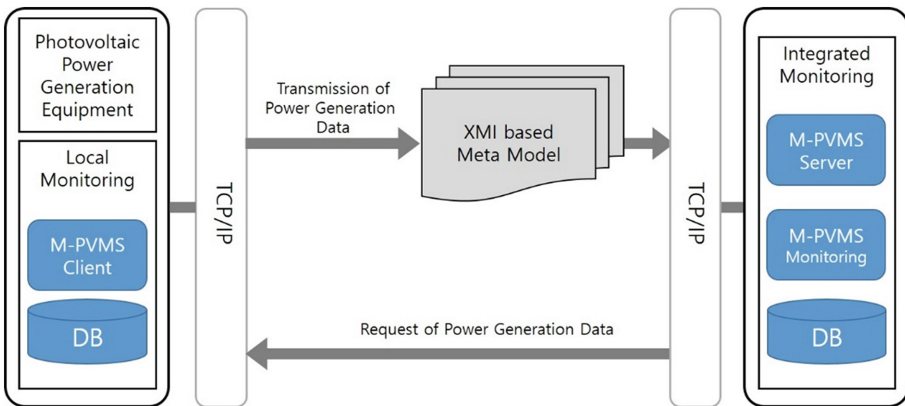 Photovoltaic
Power
Generation
Equipment
Local
Monitoring
M-PVMS
Client
DB
TCP/IP
Transmission of
Power Generation
Data
XMI based
Meta Model
Request of Power Generation Data
TCP/IP
Integrated
Monitoring
M-PVMS
Server
M-PVMS
Monitoring
DB